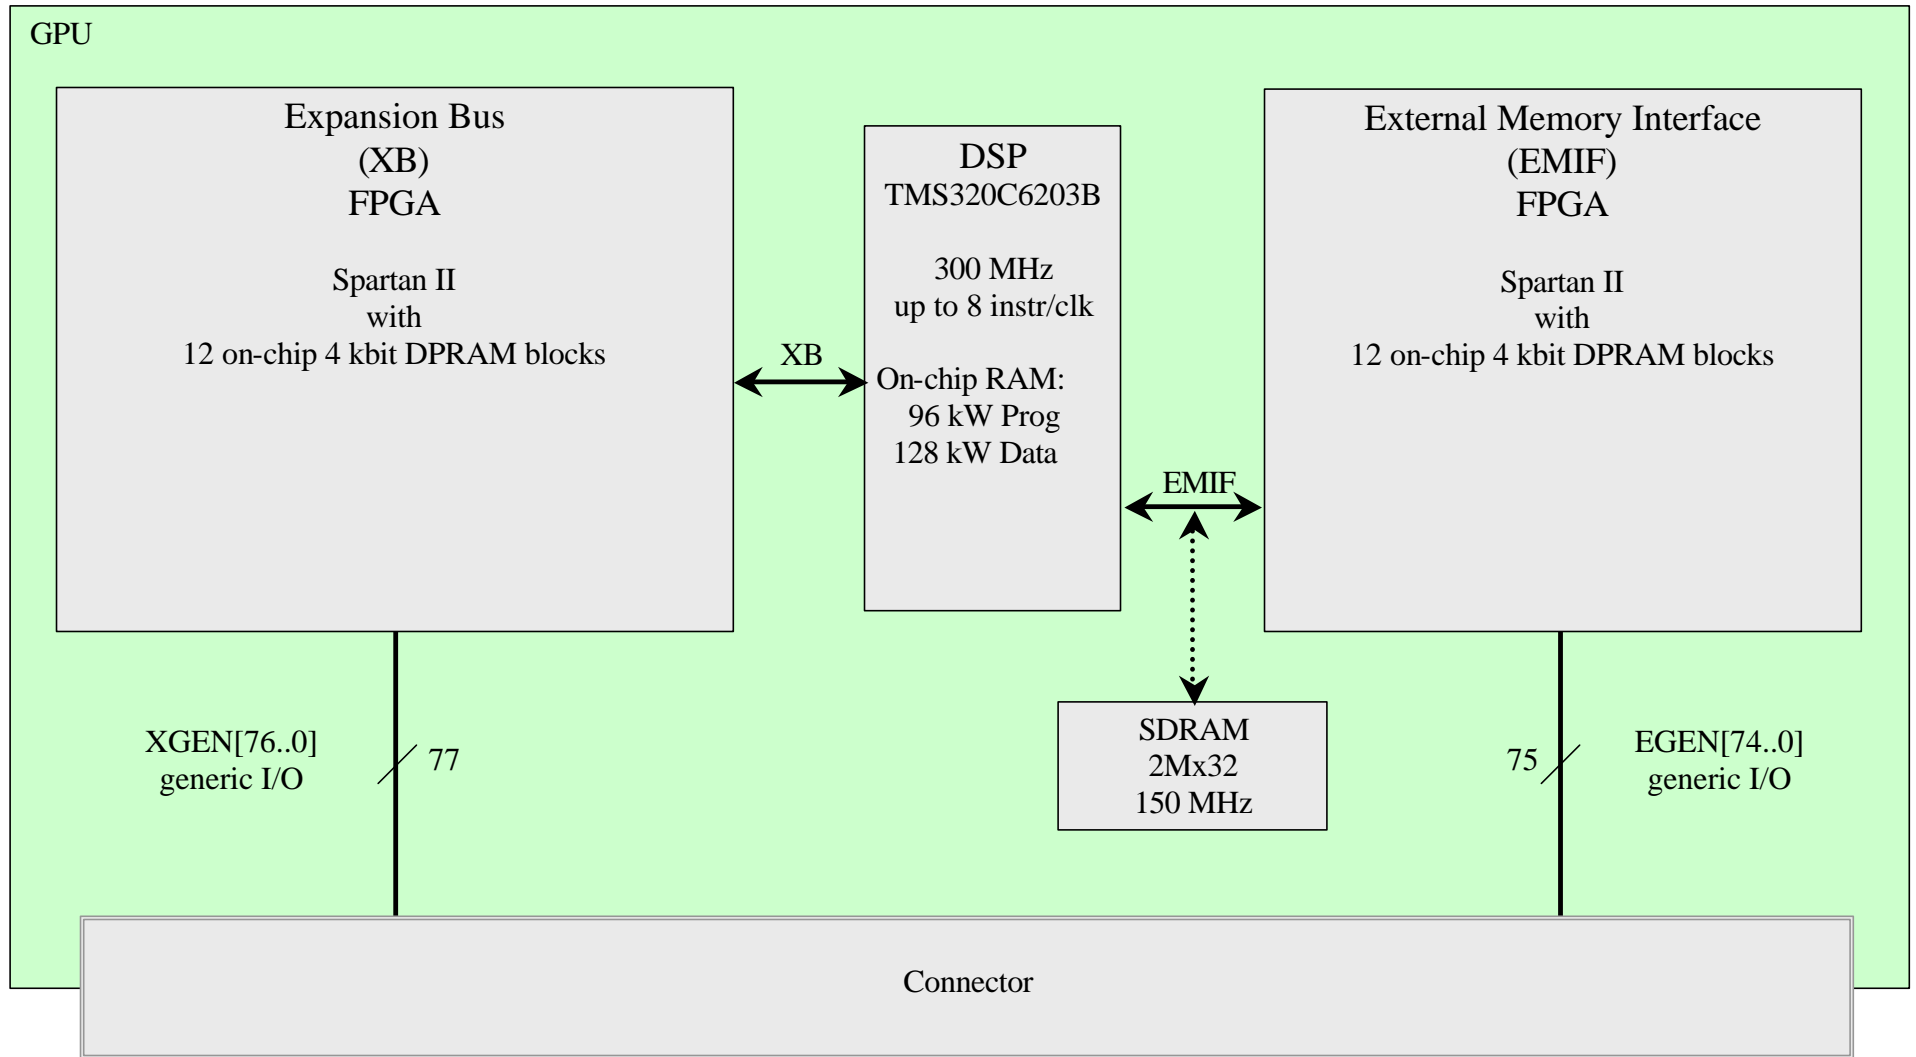 GPU
Expansion Bus
(XB)
FPGA
Spartan II
with
12 on-chip 4 kbit DPRAM blocks
XB
DSP
TMS320C6203B
300 MHz
up to 8 instr/clk
On-chip RAM:
96 kW Prog
128 kW Data
EMIF
External Memory Interface
(EMIF)
FPGA
Spartan II
with
12 on-chip 4 kbit DPRAM blocks
XGEN[76..0]
generic I/O
77
SDRAM
2Mx32
150 MHz
75
EGEN[74..0]
generic I/O
Connector